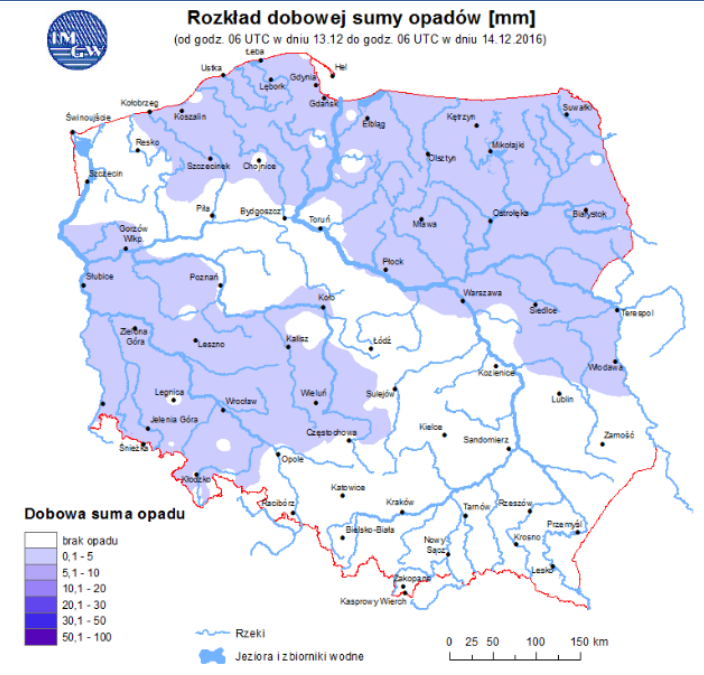 Rozkład dobowej sumy opadów [mm]
(od godz. 06 UTC w dniu 13.12 do godz. 06 UTC w dniu 14.12.2016)
IM
GW
Łeba
Ustka
Hel
Gdynia
Lębork
Gdańsk
Kołobrzeg
Koszalin
Suwałki
Świnoujście
Elbląg
Kętrzyn
Resko
Mikołajki
Olsztyn
Szczecinek
Chojnice
Szczecin
Piła
Bydgoszcz
Toruń
Mława
Ostrołęka
Białystok
Gorzów
Wlkp.
Płock
Słubice
Poznań
Koło
Warszawa
Siedlce
Terespol
Zielona
Góra
Leszno
Kalisz
Łódź
Włodawa
Kozienice
Legnica
Wrocław
Wieluń
Sulejów
Lublin
Jelenia Góra
Częstochowa
Kielce
Sandomierz
Zamość
Śnieżka
Opole
Kłodzko
Katowice
Racibórz
Kraków
Tarnów
Rzeszów
Przemyśl
Bielsko-Biała
Nowy
Sącz
Krosno
Lesko
Zakopane
Kasprowy Wierch
Dobowa suma opadu
brak opadu
0,1 - 5
5,1 - 10
10,1 - 20
20,1 - 30
30,1 - 50
50,1 - 100
Rzeki
Jeziora i zbiorniki wodne
0 25 50 100 150 km